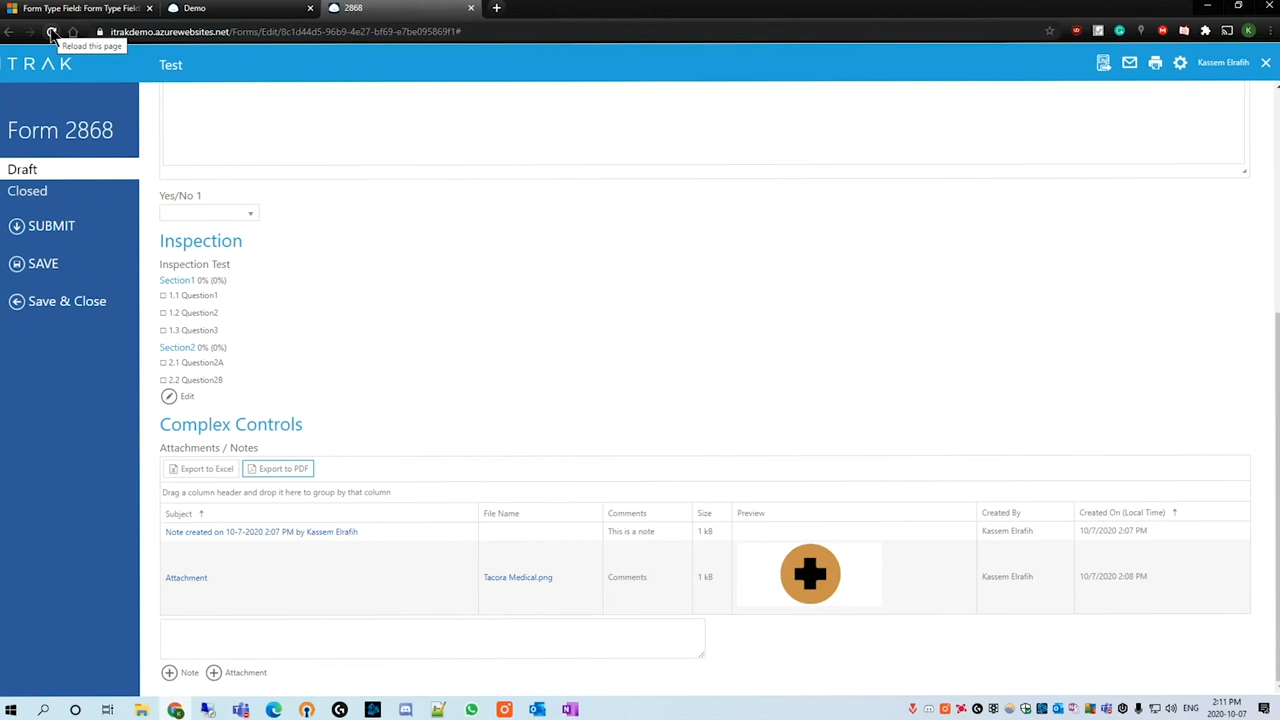 Form Type Field: Form Type Field
Demo
2868
itrakdemo.azurewebsites.net/Forms/Edit/8c1d44d5-96b9-4e27-bf69-e7be095869f1#
Reload this page
ITRAK
Test
Kassem Elrafih
Form 2868
Draft
Closed
SUBMIT
SAVE
Save & Close
Yes/No 1
Inspection
Inspection Test
Section1 0% (0%)
1.1 Question1
1.2 Question2
1.3 Question3
Section2 0% (0%)
2.1 Question2A
2.2 Question2B
Edit
Complex Controls
Attachments / Notes
Export to Excel Export to PDF
Drag a column header and drop it here to group by that column
Subject File Name Comments Size Preview Created By Created On (Local Time)
Note created on 10-7-2020 2:07 PM by Kassem Elrafih This is a note 1 kB Kassem Elrafih 10/7/2020 2:07 PM
Attachment Tacora Medical.png Comments 1 kB Kassem Elrafih 10/7/2020 2:08 PM
Note Attachment
ENG
2:11 PM
2020-10-07